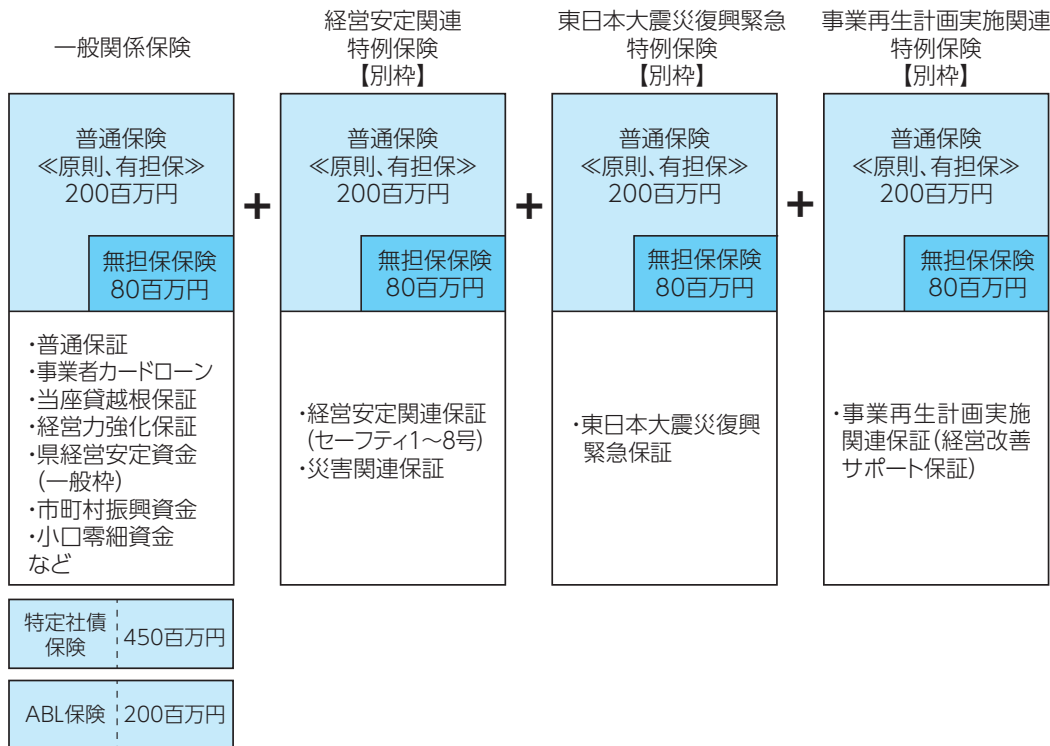 一般関係保険
普通保険
≪原則、有担保≫
200百万円
無担保保険
80百万円
・普通保証
・事業者カードローン
・当座貸越根保証
・経営力強化保証
・県経営安定資金
(一般枠)
・市町村振興資金
・小口零細資金
など
特定社債
保険
450百万円
ABL保険
200百万円
+
経営安定関連
特例保険
【別枠】
普通保険
≪原則、有担保≫
200百万円
無担保保険
80百万円
・経営安定関連保証
(セーフティ1～8号)
・災害関連保証
+
東日本大震災復興緊急
特例保険
【別枠】
普通保険
≪原則、有担保≫
200百万円
無担保保険
80百万円
・東日本大震災復興
緊急保証
+
事業再生計画実施関連
特例保険
【別枠】
普通保険
≪原則、有担保≫
200百万円
無担保保険
80百万円
・事業再生計画実施
関連保証(経営改善
サポート保証)